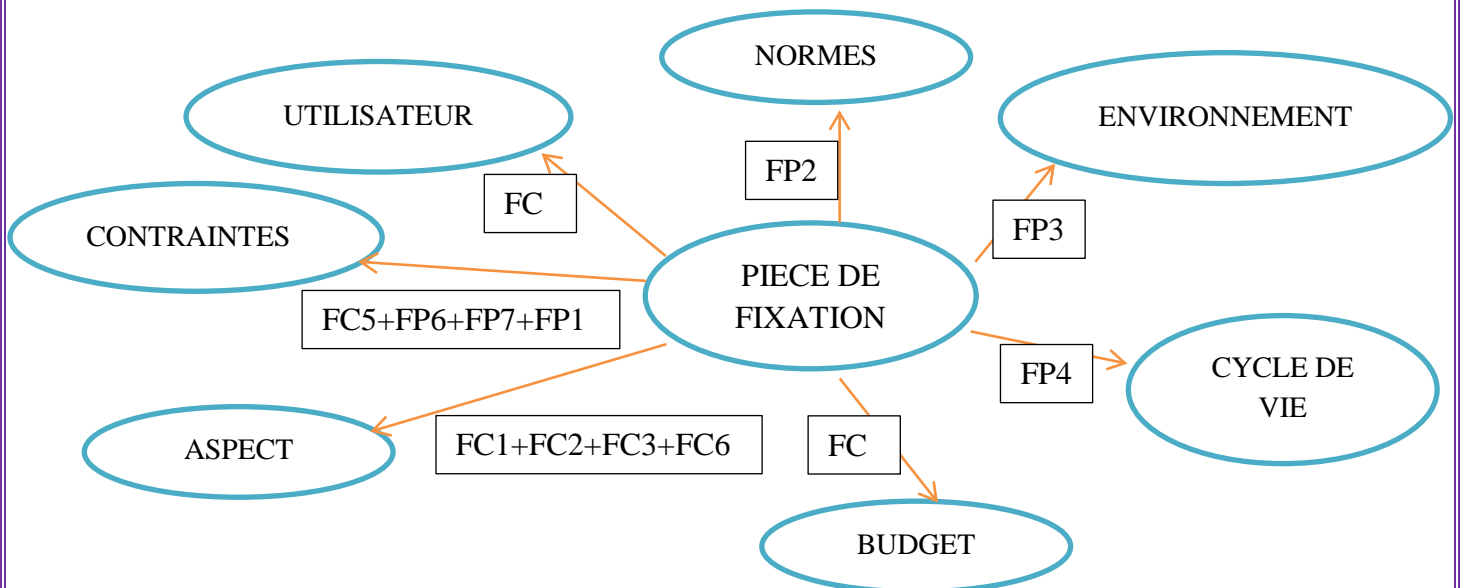 NORMES
UTILISATEUR
ENVIRONNEMENT
FP2
FC
FP3
CONTRAINTES
PIECE DE
FIXATION
FC5+FP6+FP7+FP1
FP4
CYCLE DE
VIE
ASPECT
FC1+FC2+FC3+FC6
FC
BUDGET